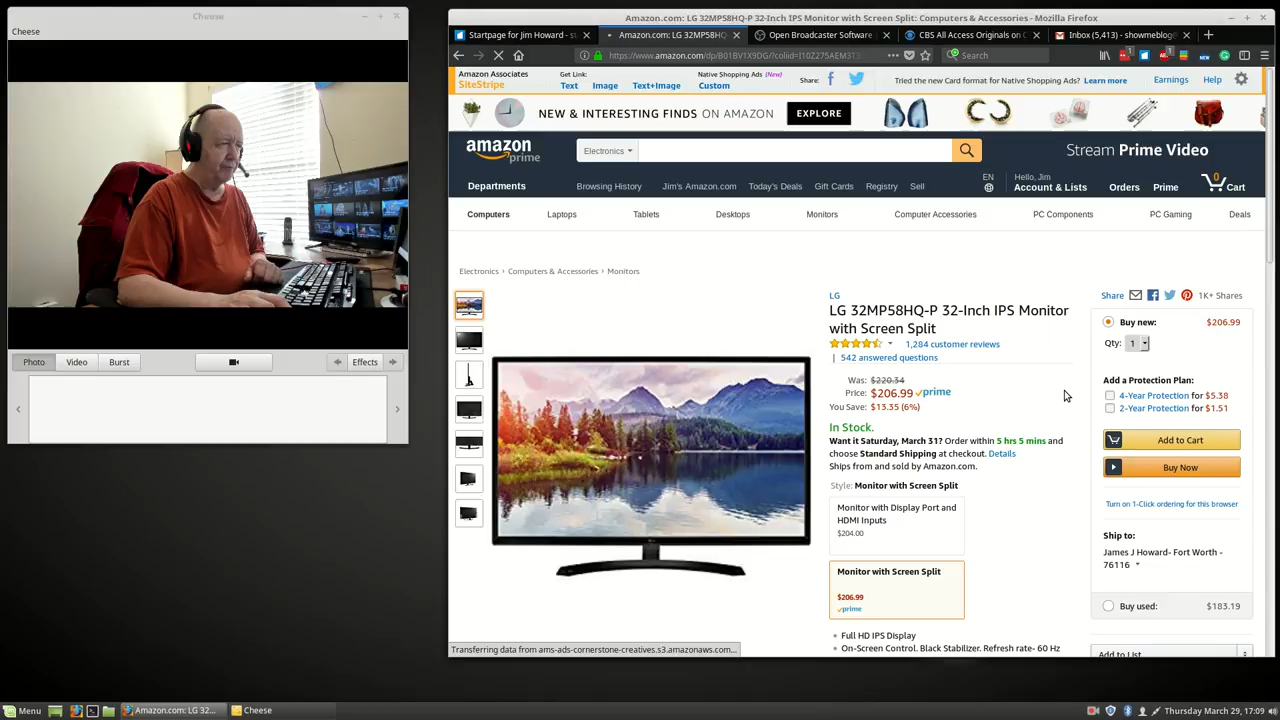 Cheese
Cheese
Photo
Video
Burst
Effects
Amazon.com: LG 32MP58HQ-P 32-Inch IPS Monitor with Screen Split: Computers & Accessories - Mozilla Firefox
Startpage for Jim Howard - st
Amazon.com: LG 32MP58HQ
Open Broadcaster Software
CBS All Access Originals on C
Inbox (5,413) - showmeblog
https://www.amazon.com/dp/B01BV1X9DG/?coliid=I10Z275AEM3T
Search
Amazon Associates
SiteStripe
Get Link:
Text
Image
Text+Image
Native Shopping Ads (New)
Custom
Share:
Tried the new Card format for Native Shopping Ads? Learn more
Earnings
Help
NEW & INTERESTING FINDS ON AMAZON
EXPLORE
amazon
prime
Electronics
Stream Prime Video
Departments
Browsing History
Jim's Amazon.com
Today's Deals
Gift Cards
Registry
Sell
EN
Hello, Jim
Account & Lists
Orders
Prime
0
Cart
Computers
Laptops
Tablets
Desktops
Monitors
Computer Accessories
PC Components
PC Gaming
Deals
Electronics
Computers & Accessories
Monitors
LG
LG 32MP58HQ-P 32-Inch IPS Monitor
with Screen Split
1,284 customer reviews
| 542 answered questions
Was: $220.34
Price: $206.99 prime
You Save: $13.35 (6%)
In Stock.
Want it Saturday, March 31? Order within 5 hrs 5 mins and
choose Standard Shipping at checkout. Details
Ships from and sold by Amazon.com.
Style: Monitor with Screen Split
Monitor with Display Port and
HDMI Inputs
$204.00
Monitor with Screen Split
$206.99
prime
Full HD IPS Display
On-Screen Control. Black Stabilizer. Refresh rate- 60 Hz
Share
1K+ Shares
Buy new:
$206.99
Qty: 1
Add a Protection Plan:
4-Year Protection for $5.38
2-Year Protection for $1.51
Add to Cart
Buy Now
Turn on 1-Click ordering for this browser
Ship to:
James J Howard- Fort Worth -
76116
Buy used:
$183.19
Add to List
Transferring data from ams-ads-cornerstone-creatives.s3.amazonaws.com...
Menu
Amazon.com: LG 32...
Cheese
Thursday March 29, 17:09